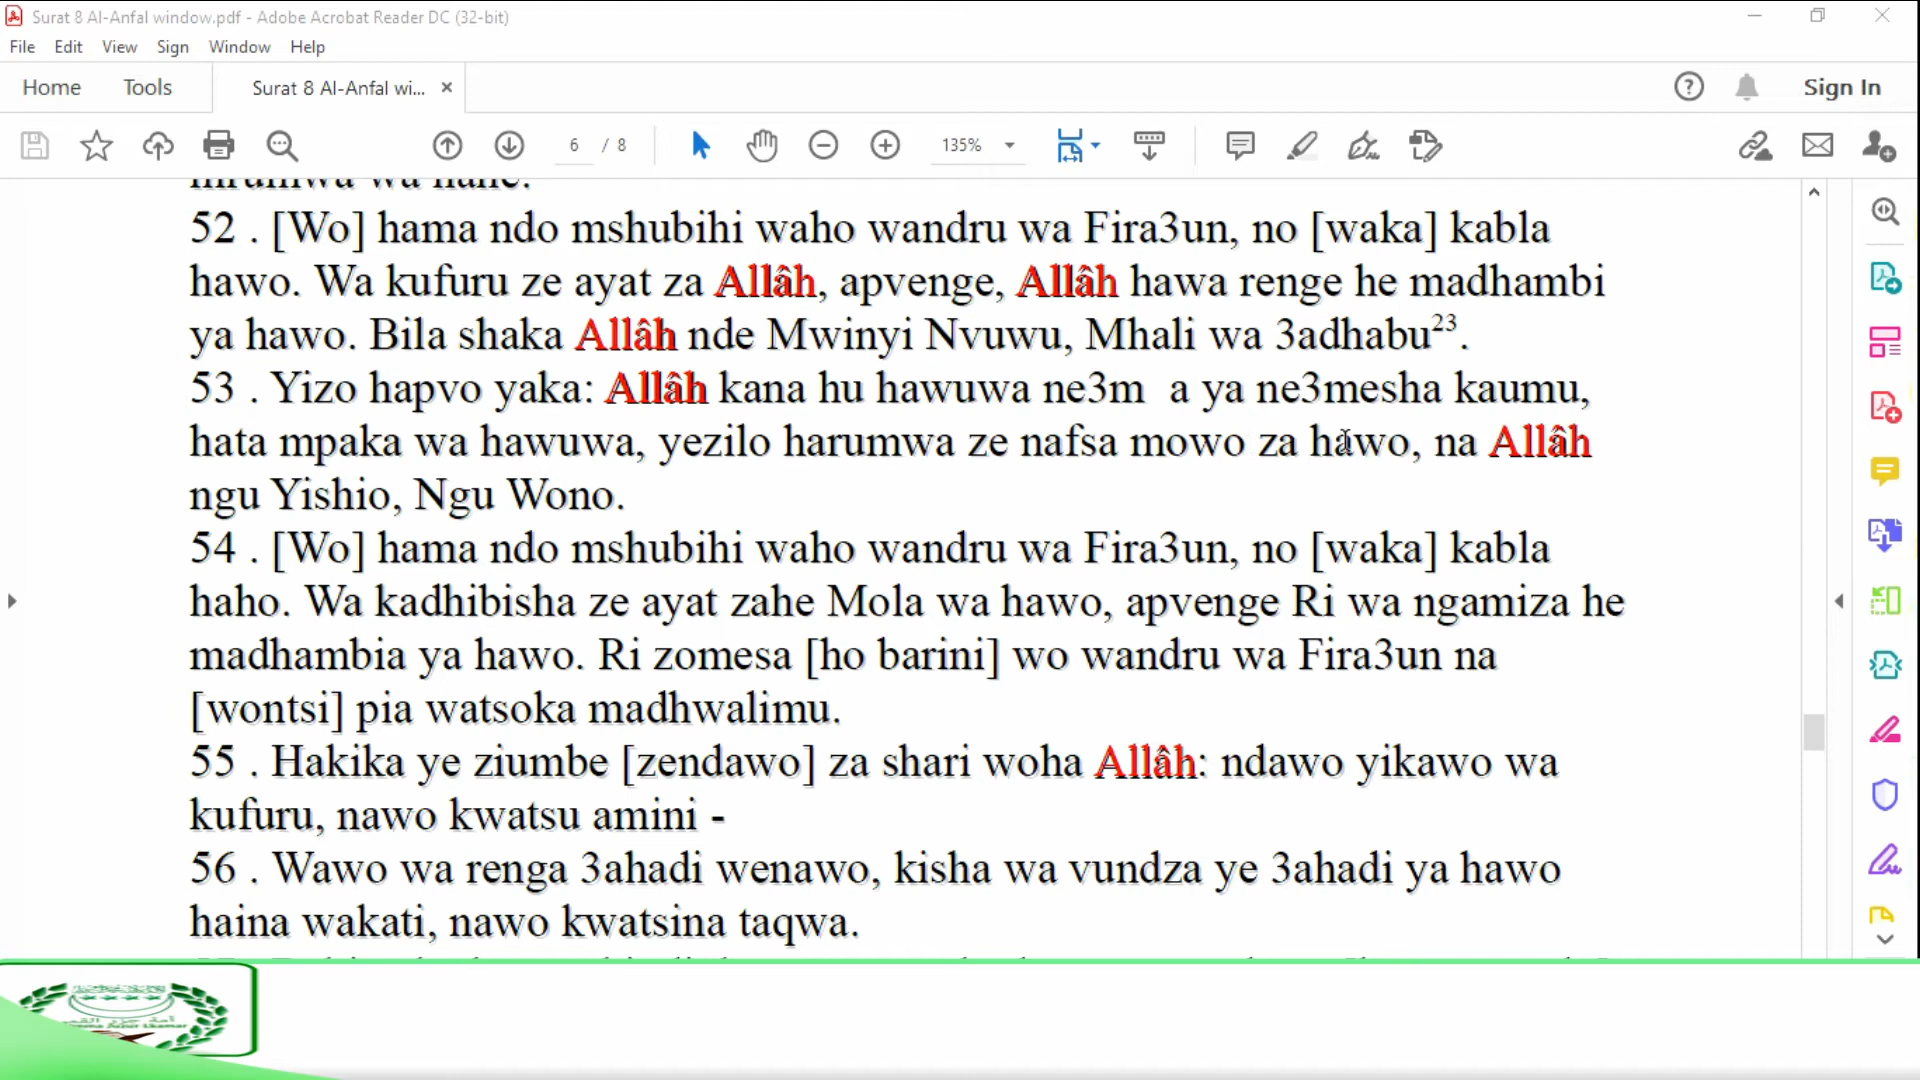 Surat 8 Al-Anfal window.pdf - Adobe Acrobat Reader DC (32-bit)
File Edit View Sign Window Help
Home Tools Surat 8 Al-Anfal wi... × Sign In
6 / 8 135%
52 . [Wo] hama ndo mshubihi waho wandru wa Fira3un, no [waka] kabla
hawo. Wa kufuru ze ayat za Allâh, apvenge, Allâh hawa renge he madhambi
ya hawo. Bila shaka Allâh nde Mwinyi Nvuwu, Mhali wa 3adhabu23.
53 . Yizo hapvo yaka: Allâh kana hu hawuwa ne3m  a ya ne3mesha kaumu,
hata mpaka wa hawuwa, yezilo harumwa ze nafsa mowo za hawo, na Allâh
ngu Yishio, Ngu Wono.
54 . [Wo] hama ndo mshubihi waho wandru wa Fira3un, no [waka] kabla
haho. Wa kadhibisha ze ayat zahe Mola wa hawo, apvenge Ri wa ngamiza he
madhambia ya hawo. Ri zomesa [ho barini] wo wandru wa Fira3un na
[wontsi] pia watsoka madhwalimu.
55 . Hakika ye ziumbe [zendawo] za shari woha Allâh: ndawo yikawo wa
kufuru, nawo kwatsu amini -
56 . Wawo wa renga 3ahadi wenawo, kisha wa vundza ye 3ahadi ya hawo
haina wakati, nawo kwatsina taqwa.